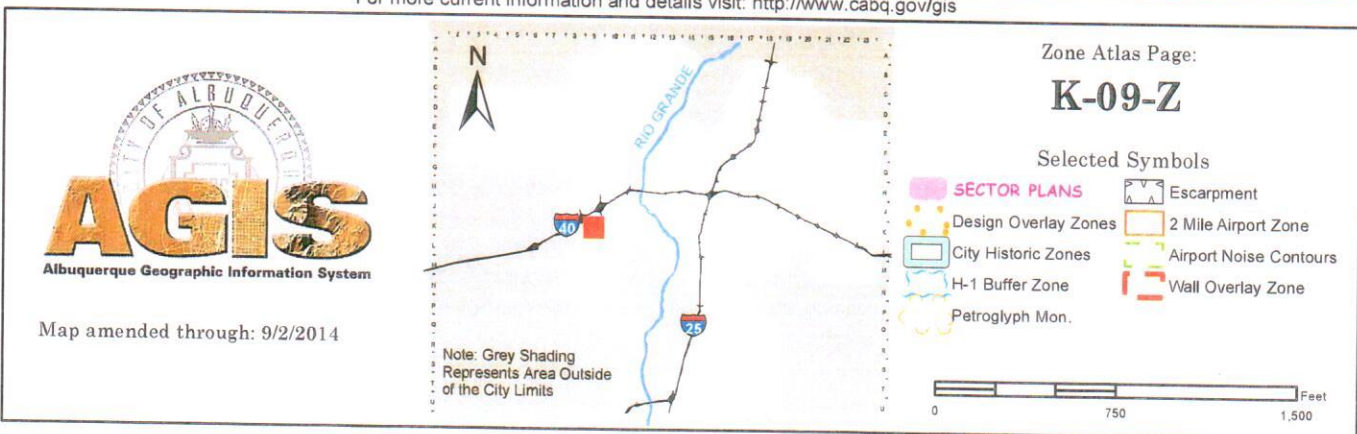 For more current information and details visit: http://www.cabq.gov/gis
CITY OF ALBUQUERQUE
AGIS
Albuquerque Geographic Information System
Map amended through: 9/2/2014
N
RIO GRANDE
40
25
Note: Grey Shading
Represents Area Outside
of the City Limits
Zone Atlas Page:
K-09-Z
Selected Symbols
SECTOR PLANS
Design Overlay Zones
City Historic Zones
H-1 Buffer Zone
Petroglyph Mon.
Escarpment
2 Mile Airport Zone
Airport Noise Contours
Wall Overlay Zone
Feet
0 750 1,500